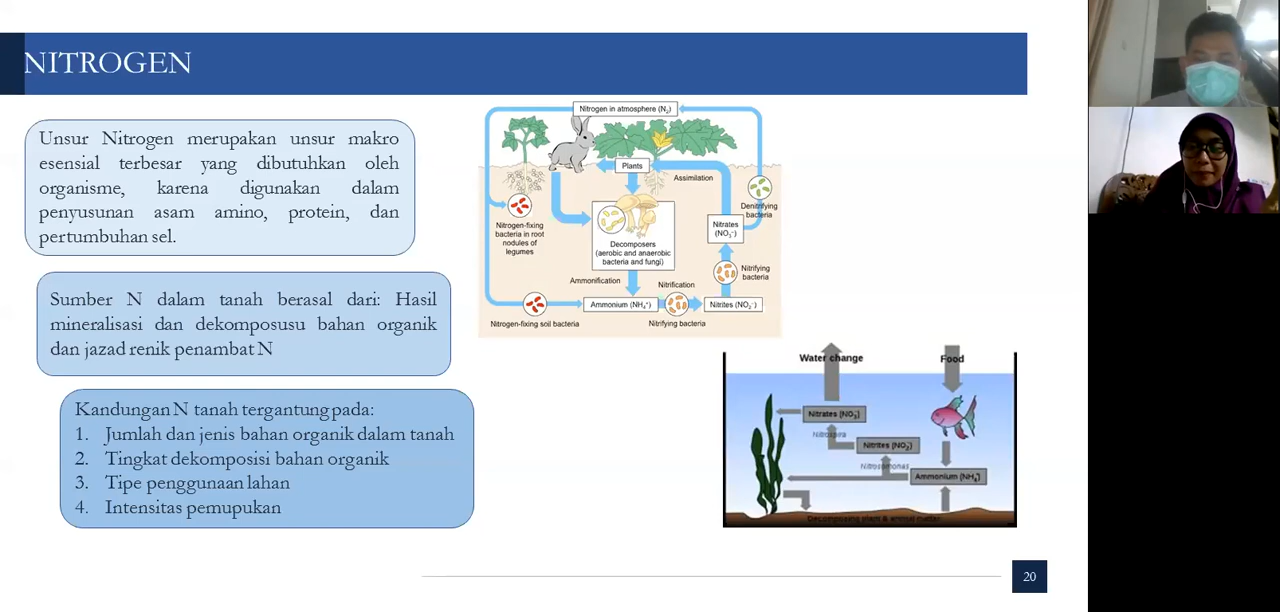 NITROGEN
Unsur Nitrogen merupakan unsur makro
esensial terbesar yang dibutuhkan oleh
organisme, karena digunakan dalam
penyusunan asam amino, protein, dan
pertumbuhan sel.
Sumber N dalam tanah berasal dari: Hasil
mineralisasi dan dekomposusu bahan organik
dan jazad renik penambat N
Kandungan N tanah tergantung pada:
1. Jumlah dan jenis bahan organik dalam tanah
2. Tingkat dekomposisi bahan organik
3. Tipe penggunaan lahan
4. Intensitas pemupukan
Nitrogen in atmosphere (N₂)
Plants
Assimilation
Denitrifying
bacteria
Nitrogen-fixing
bacteria in root
nodules of
legumes
Decomposers
(aerobic and anaerobic
bacteria and fungi)
Nitrates
(NO₃⁻)
Nitrifying
bacteria
Ammonification
Nitrification
Ammonium (NH₄⁺)
Nitrites (NO₂⁻)
Nitrogen-fixing soil bacteria
Nitrifying bacteria
Water change
Food
Nitrates (NO₃)
Nitrospira
Nitrites (NO₂)
Nitrosomonas
Ammonium (NH₄)
Decomposing plant & animal matter
20